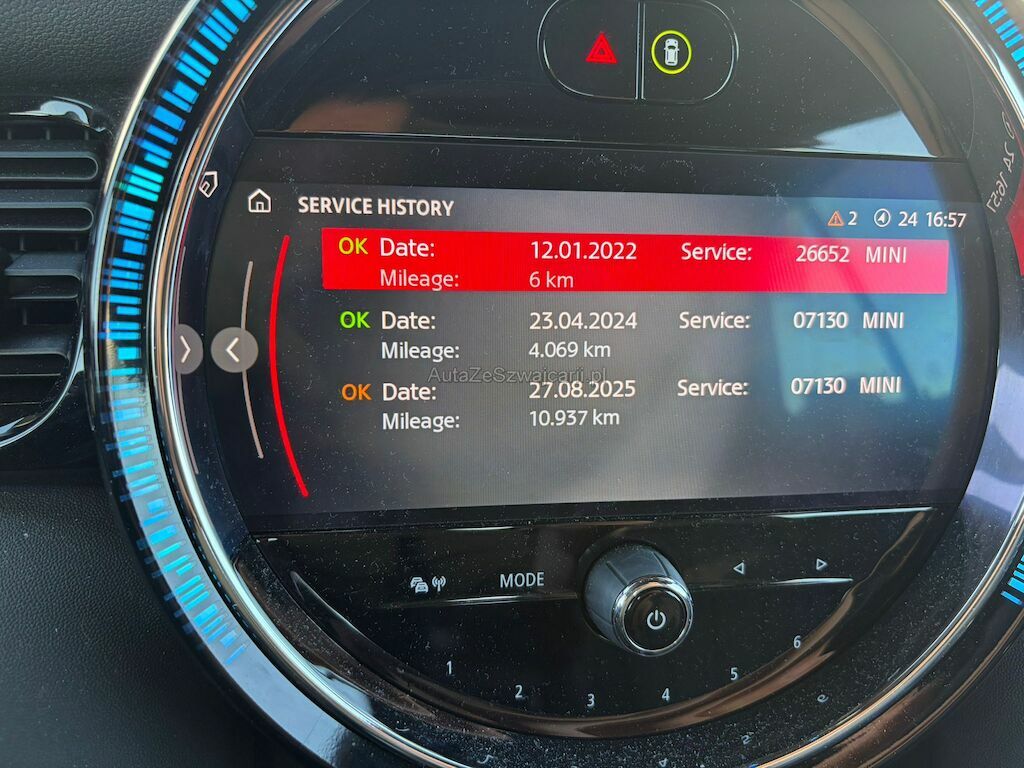 SERVICE HISTORY
2 24 16:57
OK Date: 12.01.2022 Service: 26652 MINI
Mileage: 6 km
OK Date: 23.04.2024 Service: 07130 MINI
Mileage: 4.069 km
AutaZeSzwajcarii.pl
OK Date: 27.08.2025 Service: 07130 MINI
Mileage: 10.937 km
MODE
1 2 3 4 5 6